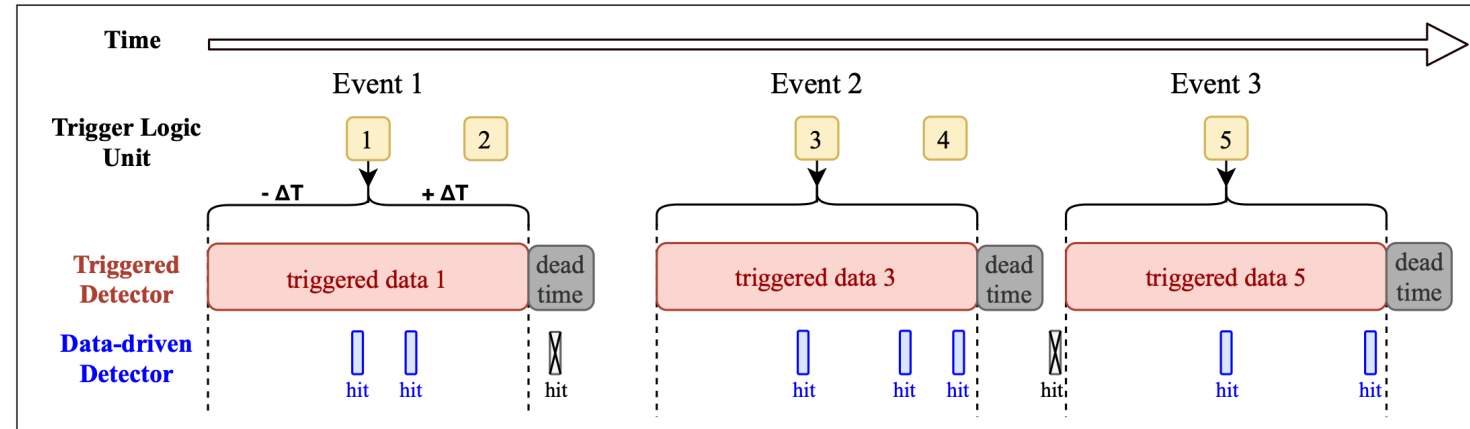 Time
Event 1 Event 2 Event 3
Trigger Logic
Unit
1 2 3 4 5
- ΔT + ΔT
Triggered
Detector
triggered data 1
dead
time
triggered data 3
dead
time
triggered data 5
dead
time
Data-driven
Detector
hit hit hit hit hit hit hit hit hit